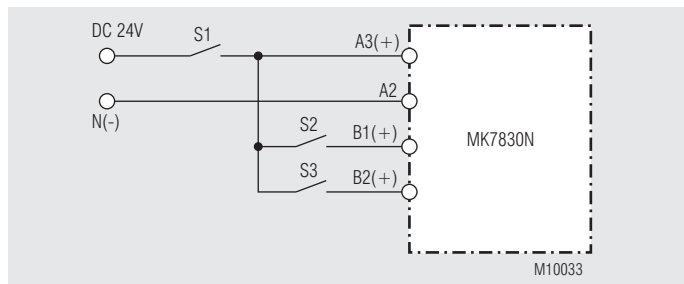 DC 24V
S1
A3(+)
A2
N(-)
S2
B1(+)
MK7830N
S3
B2(+)
M10033